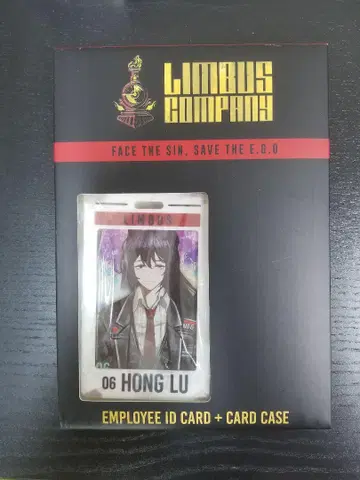 LIMBUS
COMPANY
FACE THE SIN, SAVE THE E.G.O
LIMBUS
06 HONG LU
EMPLOYEE ID CARD + CARD CASE